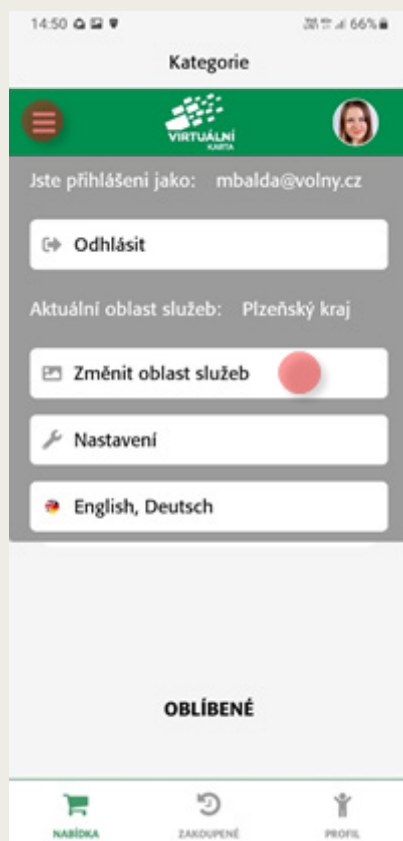 14:50 66%
Kategorie
VIRTUÁLNÍ
KARTA
Jste přihlášeni jako: mbalda@volny.cz
Odhlásit
Aktuální oblast služeb: Plzeňský kraj
Změnit oblast služeb
Nastavení
English, Deutsch
OBLÍBENÉ
NABÍDKA ZAKOUPENÉ PROFIL